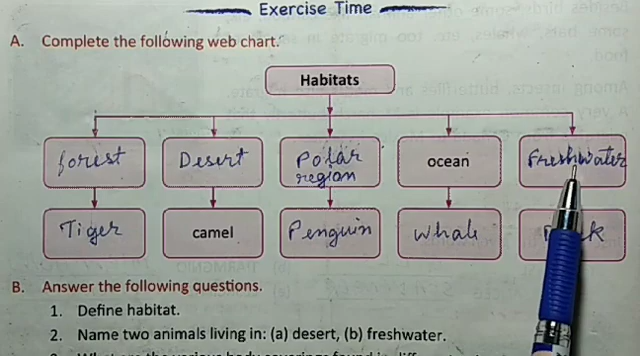 Exercise Time
A. Complete the following web chart.
Habitats
forest Desert Polar region ocean Freshwater
Tiger camel Penguin whale
B. Answer the following questions.
1. Define habitat.
2. Name two animals living in: (a) desert, (b) freshwater.